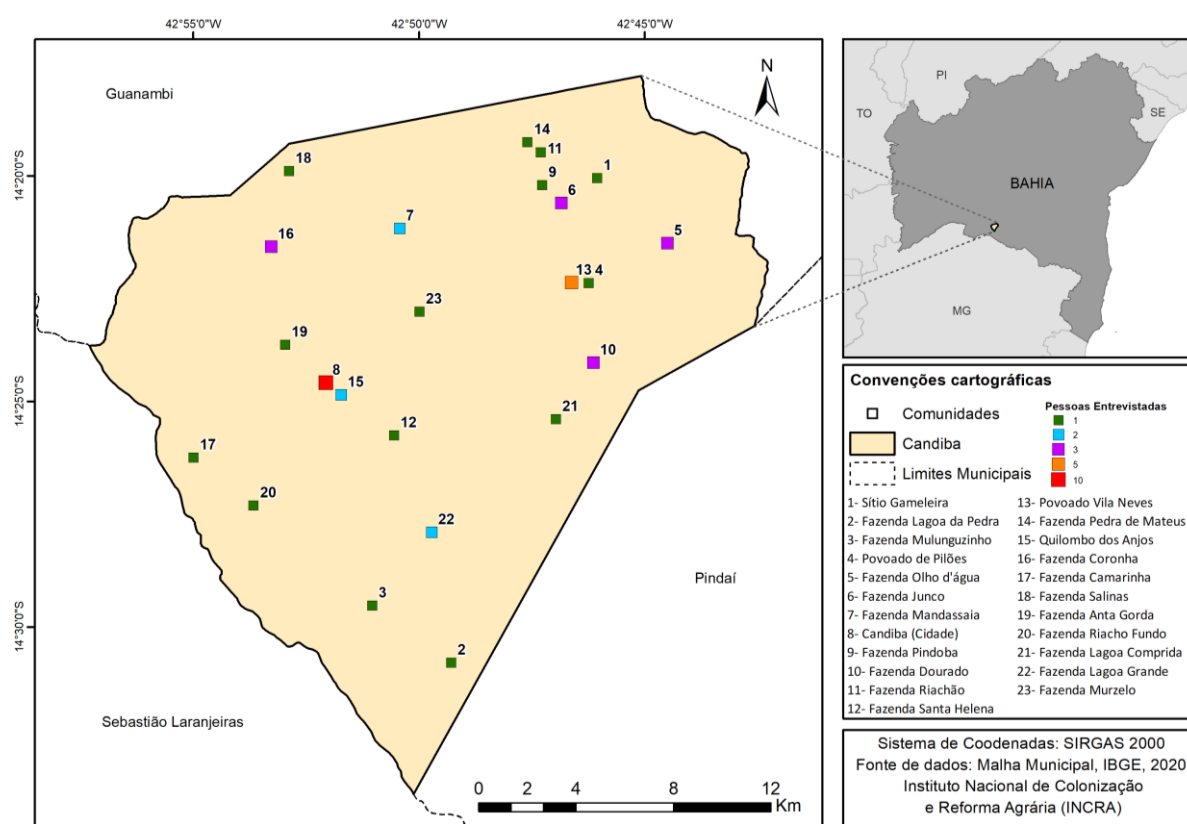 42°55'0"W
42°50'0"W
42°45'0"W
14°20'0"S
14°25'0"S
14°30'0"S
Guanambi
N
14
11
18
1
9
6
7
5
16
13
4
23
19
10
8
15
21
12
17
20
22
3
2
Pindaí
Sebastião Laranjeiras
0 2 4 8 12
Km
PI
TO
SE
BAHIA
MG
Convenções cartográficas
Comunidades
Candiba
Limites Municipais
Pessoas Entrevistadas
1
2
3
5
10
1- Sítio Gameleira
2- Fazenda Lagoa da Pedra
3- Fazenda Mulunguzinho
4- Povoado de Pilões
5- Fazenda Olho d'água
6- Fazenda Junco
7- Fazenda Mandassaia
8- Candiba (Cidade)
9- Fazenda Pindoba
10- Fazenda Dourado
11- Fazenda Riachão
12- Fazenda Santa Helena
13- Povoado Vila Neves
14- Fazenda Pedra de Mateus
15- Quilombo dos Anjos
16- Fazenda Coronha
17- Fazenda Camarinha
18- Fazenda Salinas
19- Fazenda Anta Gorda
20- Fazenda Riacho Fundo
21- Fazenda Lagoa Comprida
22- Fazenda Lagoa Grande
23- Fazenda Murzelo
Sistema de Coodenadas: SIRGAS 2000
Fonte de dados: Malha Municipal, IBGE, 2020
Instituto Nacional de Colonização
e Reforma Agrária (INCRA)